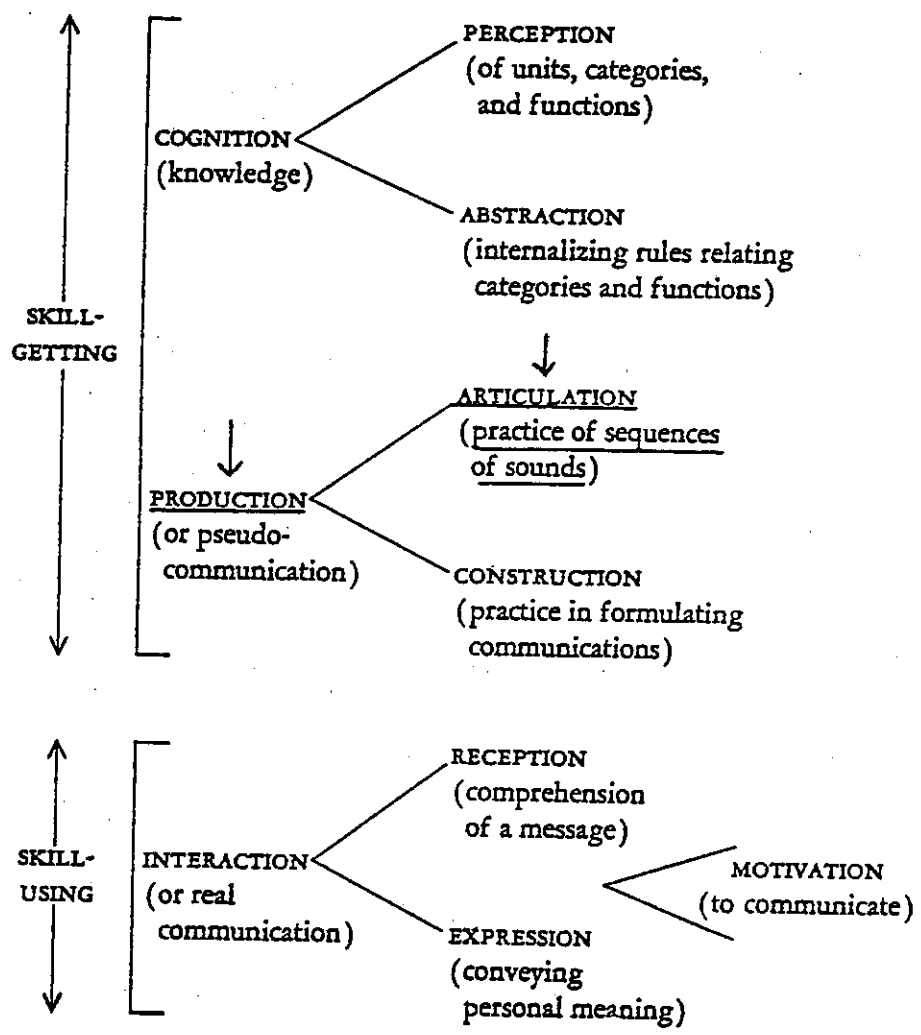 PERCEPTION
(of units, categories,
and functions)
COGNITION
(knowledge)
ABSTRACTION
(internalizing rules relating
categories and functions)
SKILL-
GETTING
ARTICULATION
(practice of sequences
of sounds)
PRODUCTION
(or pseudo-
communication)
CONSTRUCTION
(practice in formulating
communications)
RECEPTION
(comprehension
of a message)
SKILL-
USING
INTERACTION
(or real
communication)
MOTIVATION
(to communicate)
EXPRESSION
(conveying
personal meaning)